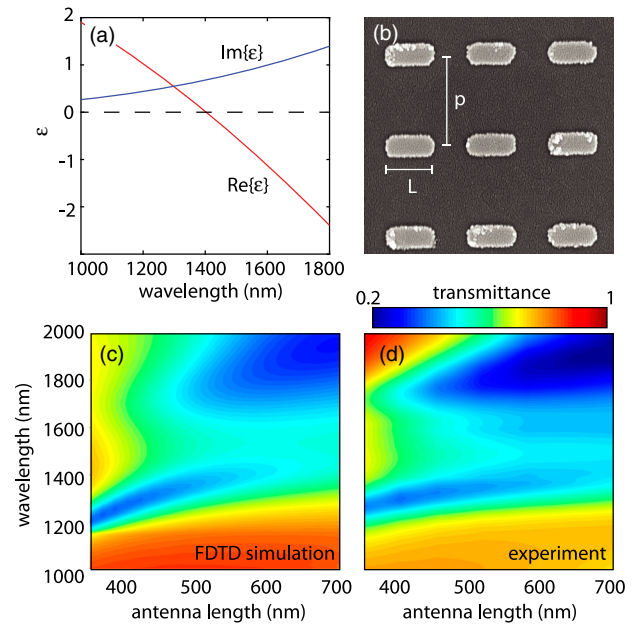 (a)
Im{ε}
Re{ε}
ε
2
1
0
-1
-2
1000 1200 1400 1600 1800
wavelength (nm)
(b)
p
L
transmittance
0.2 1
(c)
FDTD simulation
wavelength (nm)
2000
1800
1600
1400
1200
1000
400 500 600 700
antenna length (nm)
(d)
experiment
400 500 600 700
antenna length (nm)